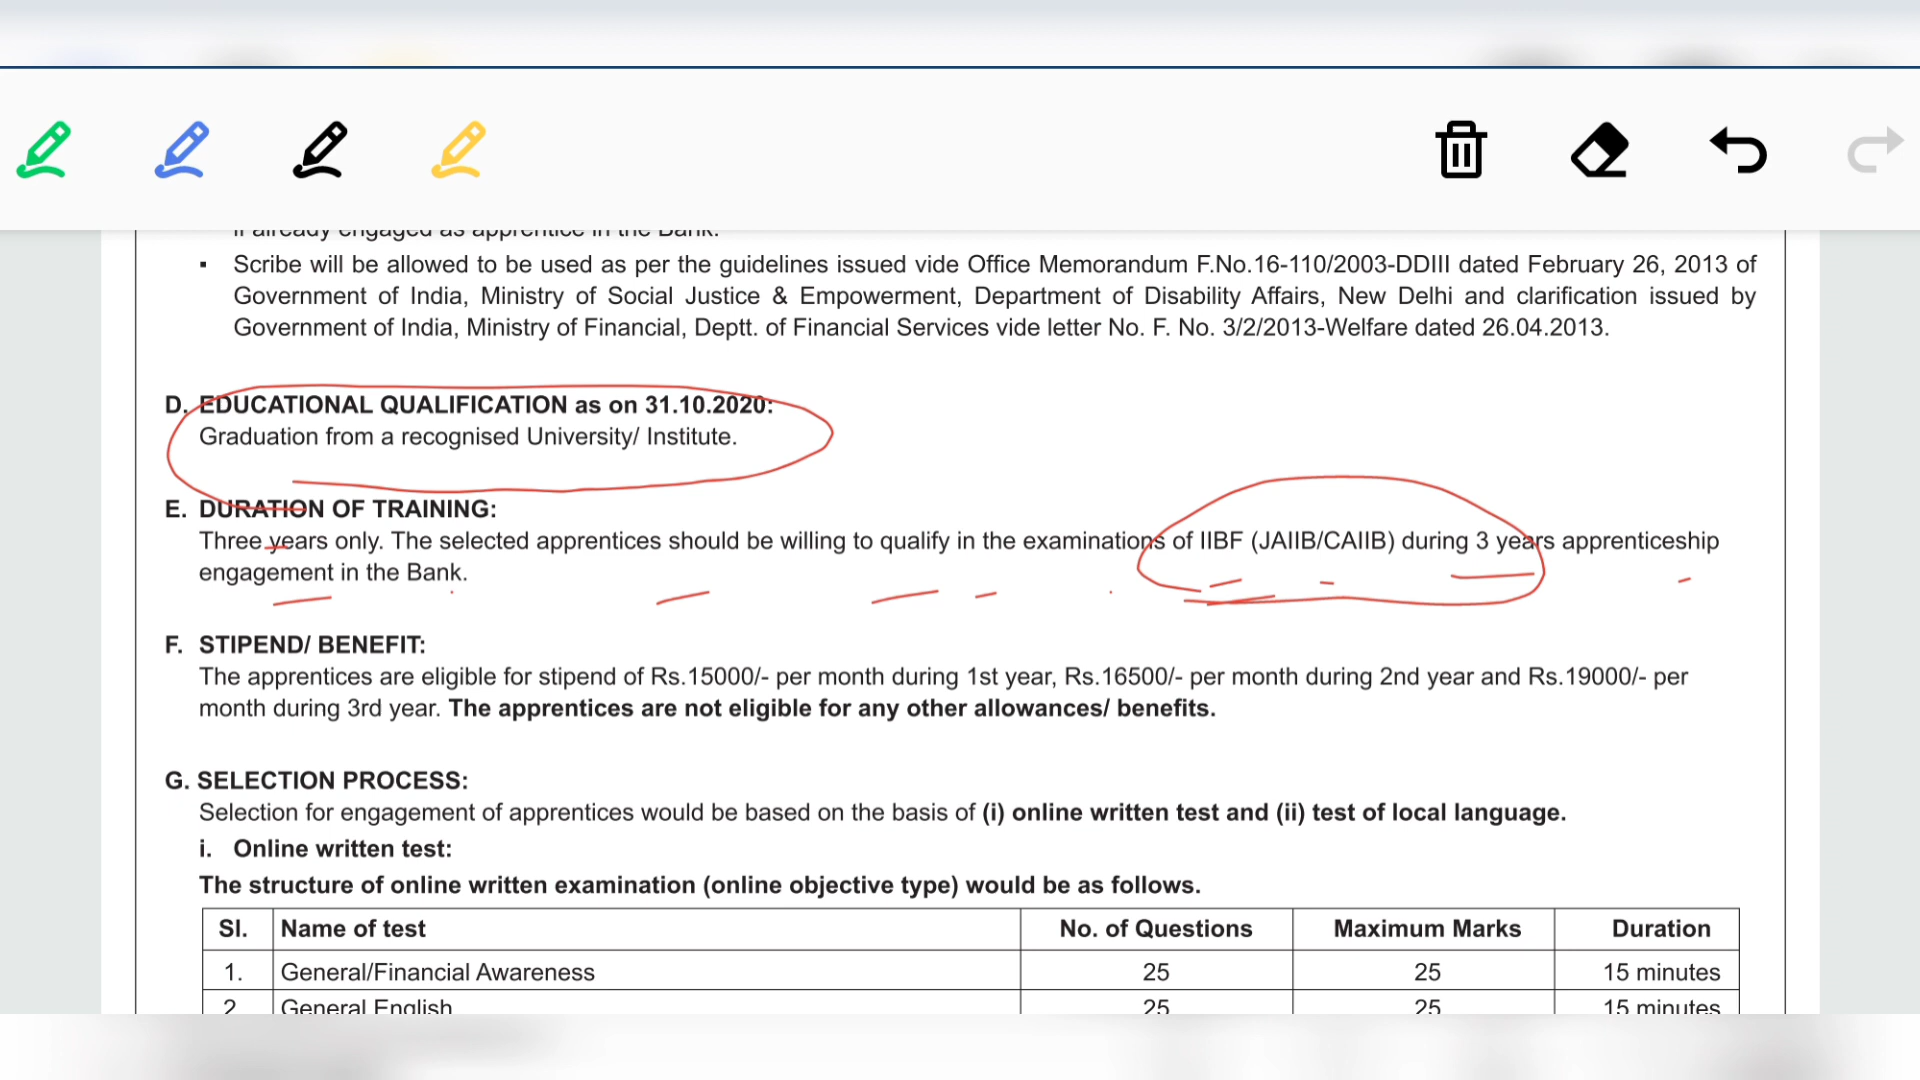 if already engaged as apprentice in the Bank.
▪ Scribe will be allowed to be used as per the guidelines issued vide Office Memorandum F.No.16-110/2003-DDIII dated February 26, 2013 of
Government of India, Ministry of Social Justice & Empowerment, Department of Disability Affairs, New Delhi and clarification issued by
Government of India, Ministry of Financial, Deptt. of Financial Services vide letter No. F. No. 3/2/2013-Welfare dated 26.04.2013.
D. EDUCATIONAL QUALIFICATION as on 31.10.2020:
Graduation from a recognised University/ Institute.
E. DURATION OF TRAINING:
Three years only. The selected apprentices should be willing to qualify in the examinations of IIBF (JAIIB/CAIIB) during 3 years apprenticeship
engagement in the Bank.
F. STIPEND/ BENEFIT:
The apprentices are eligible for stipend of Rs.15000/- per month during 1st year, Rs.16500/- per month during 2nd year and Rs.19000/- per
month during 3rd year. The apprentices are not eligible for any other allowances/ benefits.
G. SELECTION PROCESS:
Selection for engagement of apprentices would be based on the basis of (i) online written test and (ii) test of local language.
i. Online written test:
The structure of online written examination (online objective type) would be as follows.
Sl. Name of test No. of Questions Maximum Marks Duration
1. General/Financial Awareness 25 25 15 minutes
2 General English 25 25 15 minutes